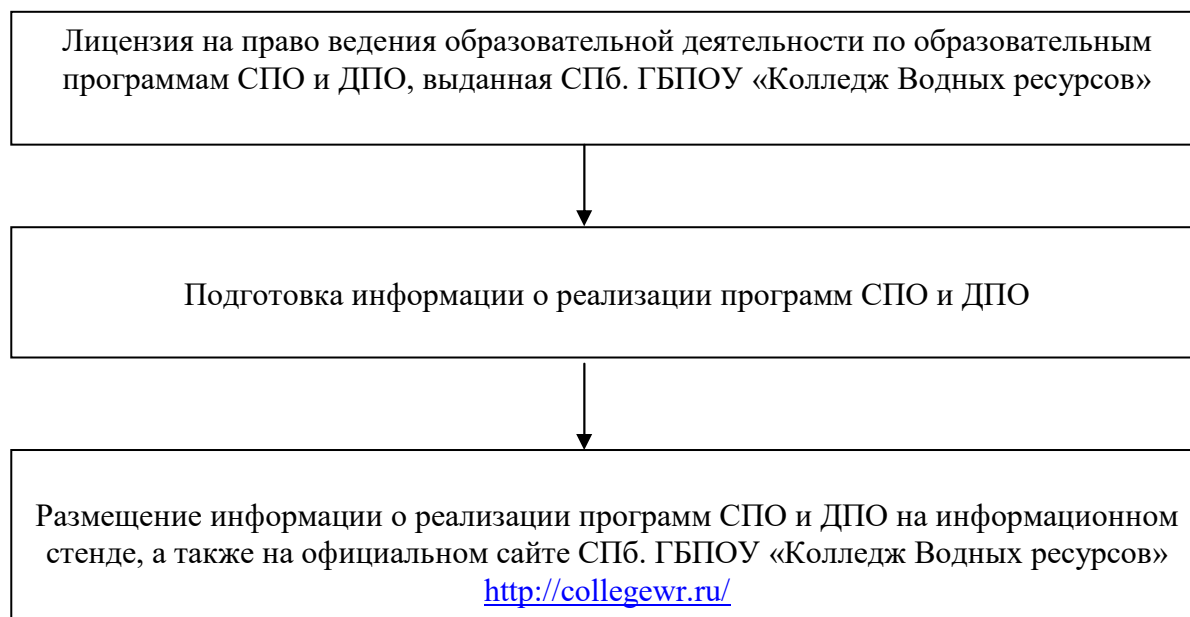 Лицензия на право ведения образовательной деятельности по образовательным
программам СПО и ДПО, выданная СПб. ГБПОУ «Колледж Водных ресурсов»
Подготовка информации о реализации программ СПО и ДПО
Размещение информации о реализации программ СПО и ДПО на информационном
стенде, а также на официальном сайте СПб. ГБПОУ «Колледж Водных ресурсов»
http://collegewr.ru/